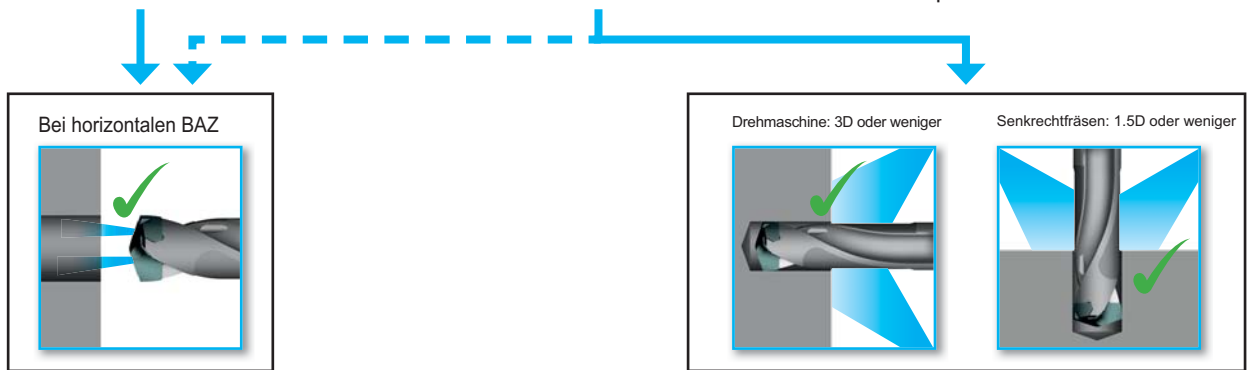 Bei horizontalen BAZ
Drehmaschine: 3D oder weniger
Senkrechtfräsen: 1.5D oder weniger